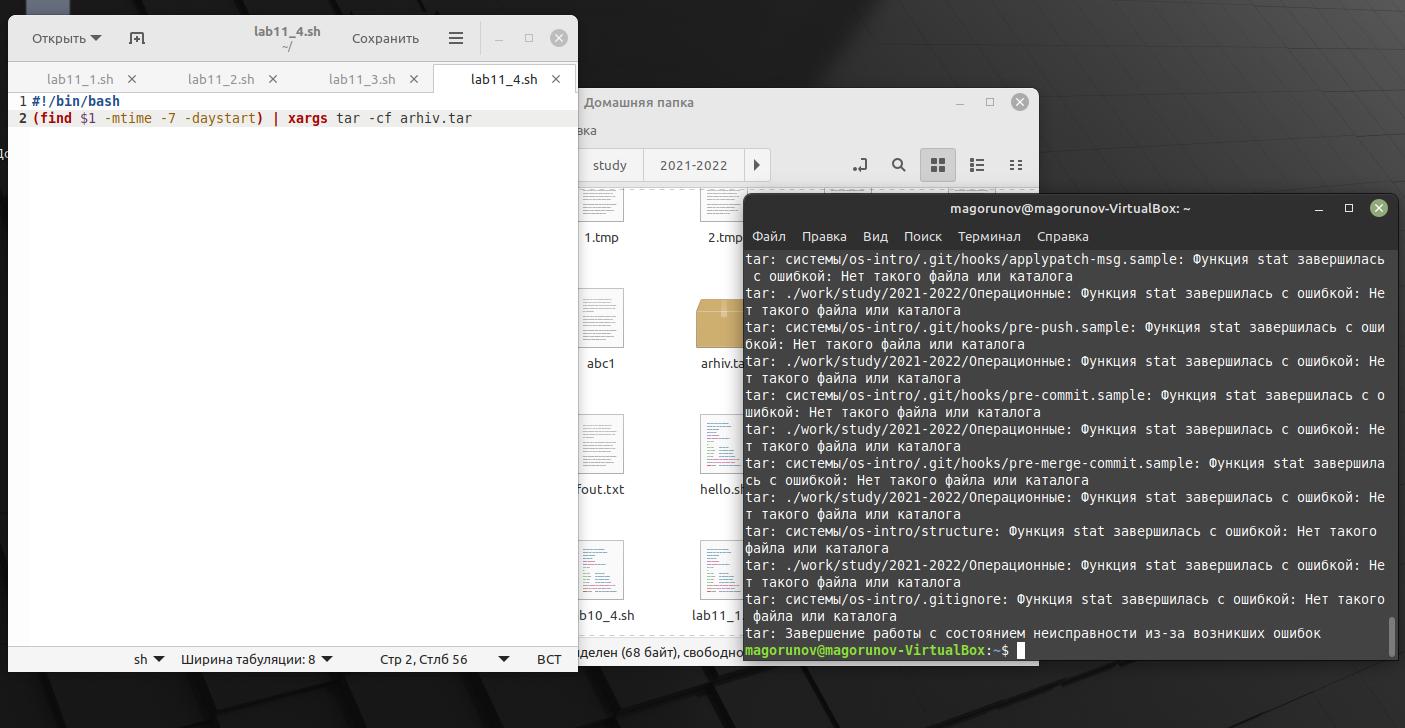 Открыть
lab11_4.sh
~/
Сохранить
lab11_1.sh
lab11_2.sh
lab11_3.sh
lab11_4.sh
1 #!/bin/bash
2 (find $1 -mtime -7 -daystart) | xargs tar -cf arhiv.tar
sh
Ширина табуляции: 8
Стр 2, Стлб 56
ВСТ
Домашняя папка
вка
study
2021-2022
1.tmp
2.tmp
abc1
arhiv.ta
fout.txt
hello.sh
b10_4.sh
lab11_1.
делен (68 байт), свободно
magorunov@magorunov-VirtualBox: ~
Файл Правка Вид Поиск Терминал Справка
tar: системы/os-intro/.git/hooks/applypatch-msg.sample: Функция stat завершилась
с ошибкой: Нет такого файла или каталога
tar: ./work/study/2021-2022/Операционные: Функция stat завершилась с ошибкой: Не
т такого файла или каталога
tar: системы/os-intro/.git/hooks/pre-push.sample: Функция stat завершилась с оши
бкой: Нет такого файла или каталога
tar: ./work/study/2021-2022/Операционные: Функция stat завершилась с ошибкой: Не
т такого файла или каталога
tar: системы/os-intro/.git/hooks/pre-commit.sample: Функция stat завершилась с о
шибкой: Нет такого файла или каталога
tar: ./work/study/2021-2022/Операционные: Функция stat завершилась с ошибкой: Не
т такого файла или каталога
tar: системы/os-intro/.git/hooks/pre-merge-commit.sample: Функция stat завершила
сь с ошибкой: Нет такого файла или каталога
tar: ./work/study/2021-2022/Операционные: Функция stat завершилась с ошибкой: Не
т такого файла или каталога
tar: системы/os-intro/structure: Функция stat завершилась с ошибкой: Нет такого
файла или каталога
tar: ./work/study/2021-2022/Операционные: Функция stat завершилась с ошибкой: Не
т такого файла или каталога
tar: системы/os-intro/.gitignore: Функция stat завершилась с ошибкой: Нет такого
файла или каталога
tar: Завершение работы с состоянием неисправности из-за возникших ошибок
magorunov@magorunov-VirtualBox:~$